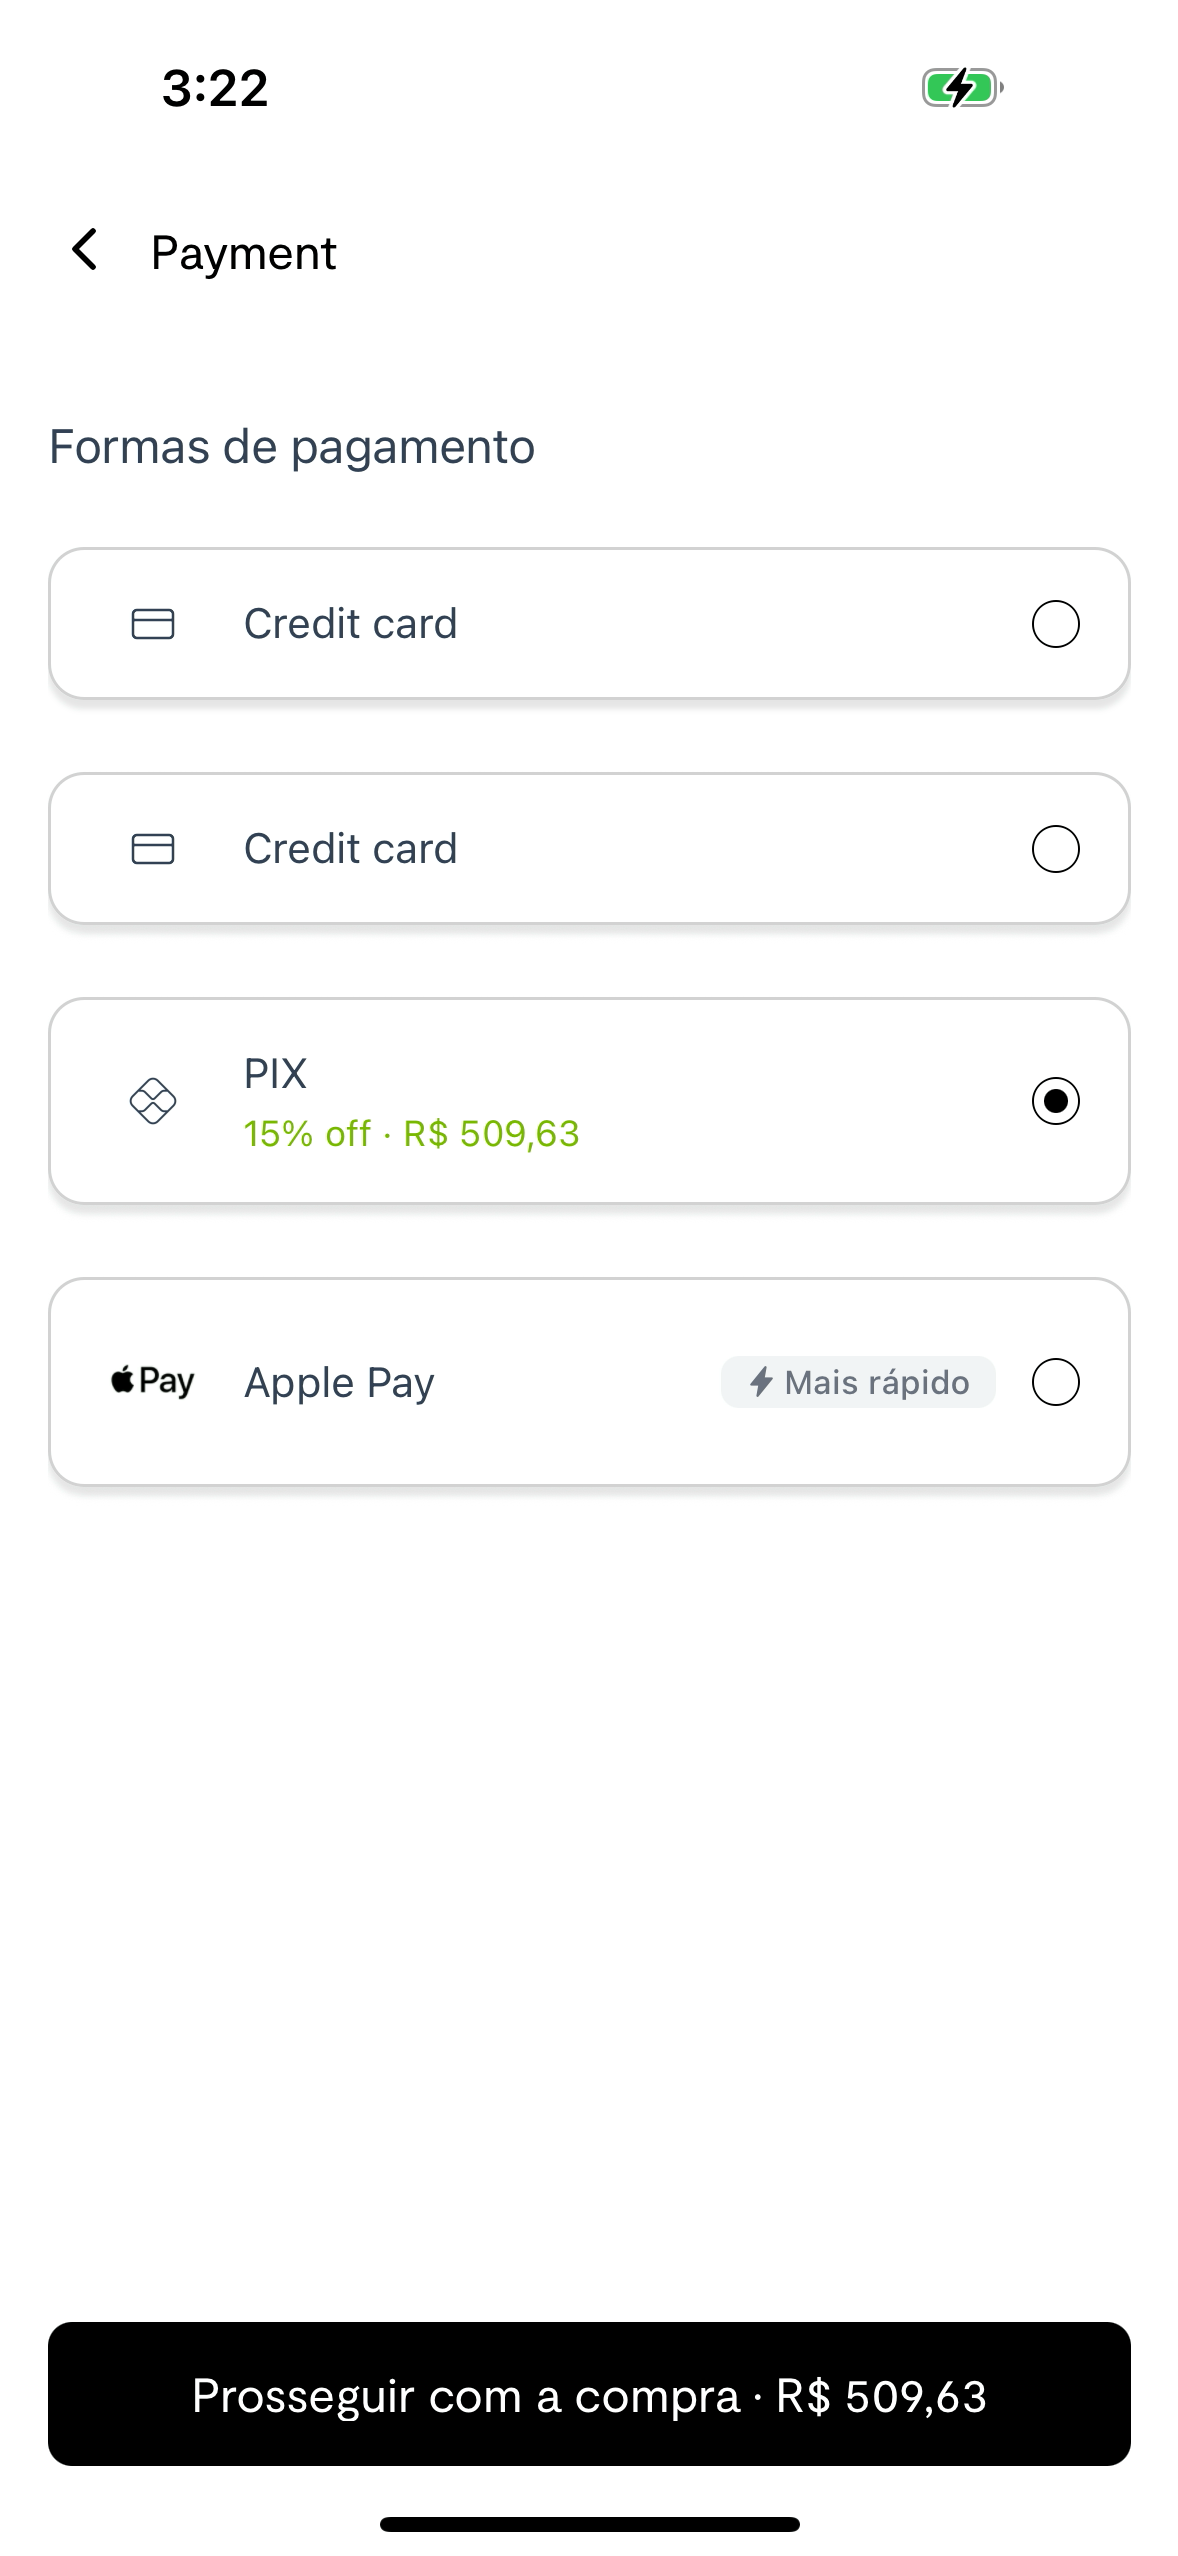 3:22
Payment
Formas de pagamento
Credit card
Credit card
PIX
15% off · R$ 509,63
Pay Apple Pay Mais rápido
Prosseguir com a compra · R$ 509,63